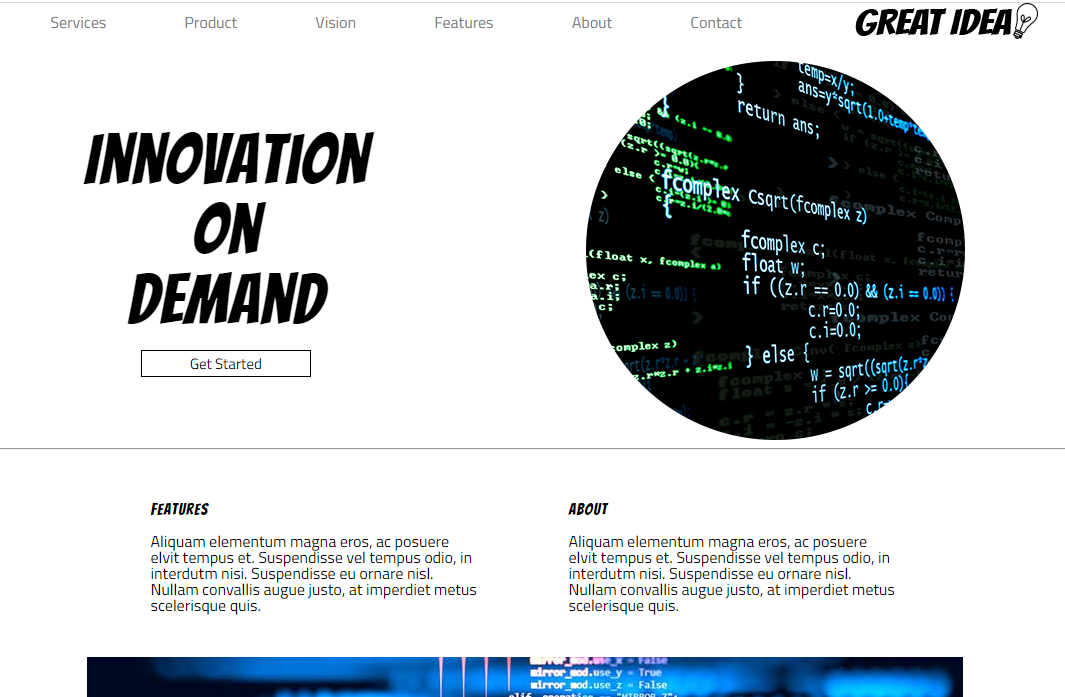 Services Product Vision Features About Contact GREAT IDEA
INNOVATION
ON
DEMAND
Get Started
temp=x/y;
ans=y*sqrt(1.0+temp*temp
}
return ans;
fcomplex Csqrt(fcomplex z)
{
fcomplex c;
float w;
if ((z.r == 0.0) && (z.i == 0.0)) {
c.r=0.0;
c.i=0.0;
} else {
w = sqrt((sqrt(z.r*z
if (z.r >= 0.0){
else {
(float x, fcomplex a)
omplex z)
z.r*z.r + z.i*z.i
FEATURES
Aliquam elementum magna eros, ac posuere
elvit tempus et. Suspendisse vel tempus odio, in
interdutm nisi. Suspendisse eu ornare nisl.
Nullam convallis augue justo, at imperdiet metus
scelerisque quis.
ABOUT
Aliquam elementum magna eros, ac posuere
elvit tempus et. Suspendisse vel tempus odio, in
interdutm nisi. Suspendisse eu ornare nisl.
Nullam convallis augue justo, at imperdiet metus
scelerisque quis.
mirror_mod.use_x = False
mirror_mod.use_y = True
mirror_mod.use_z = False